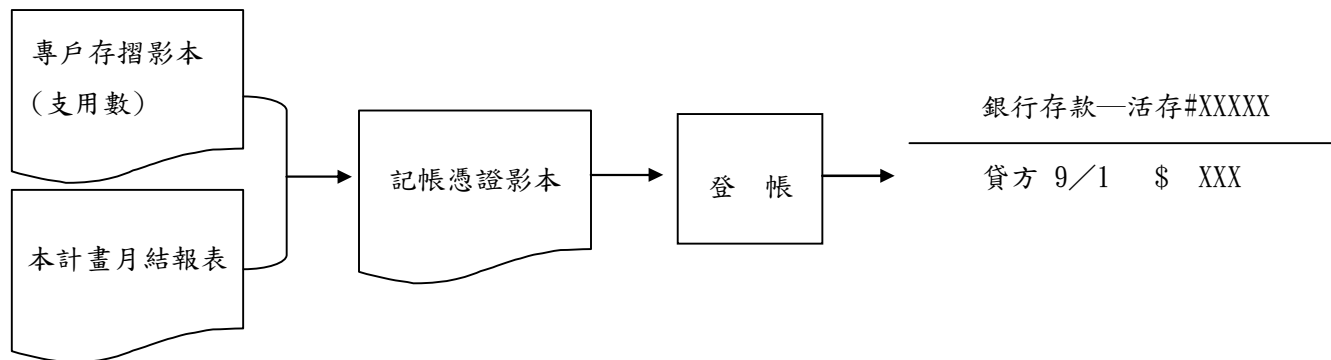 專戶存摺影本
(支用數)
本計畫月結報表
記帳憑證影本
登 帳
銀行存款—活存#XXXXX
貸方 9／1 $ XXX